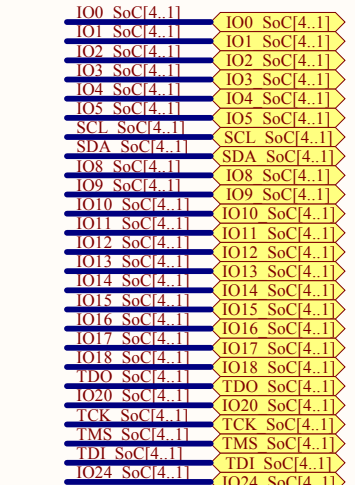 IO0_SoC[4..1] IO0_SoC[4..1]
IO1_SoC[4..1] IO1_SoC[4..1]
IO2_SoC[4..1] IO2_SoC[4..1]
IO3_SoC[4..1] IO3_SoC[4..1]
IO4_SoC[4..1] IO4_SoC[4..1]
IO5_SoC[4..1] IO5_SoC[4..1]
SCL_SoC[4..1] SCL_SoC[4..1]
SDA_SoC[4..1] SDA_SoC[4..1]
IO8_SoC[4..1] IO8_SoC[4..1]
IO9_SoC[4..1] IO9_SoC[4..1]
IO10_SoC[4..1] IO10_SoC[4..1]
IO11_SoC[4..1] IO11_SoC[4..1]
IO12_SoC[4..1] IO12_SoC[4..1]
IO13_SoC[4..1] IO13_SoC[4..1]
IO14_SoC[4..1] IO14_SoC[4..1]
IO15_SoC[4..1] IO15_SoC[4..1]
IO16_SoC[4..1] IO16_SoC[4..1]
IO17_SoC[4..1] IO17_SoC[4..1]
IO18_SoC[4..1] IO18_SoC[4..1]
TDO_SoC[4..1] TDO_SoC[4..1]
IO20_SoC[4..1] IO20_SoC[4..1]
TCK_SoC[4..1] TCK_SoC[4..1]
TMS_SoC[4..1] TMS_SoC[4..1]
TDI_SoC[4..1] TDI_SoC[4..1]
IO24_SoC[4..1] IO24_SoC[4..1]